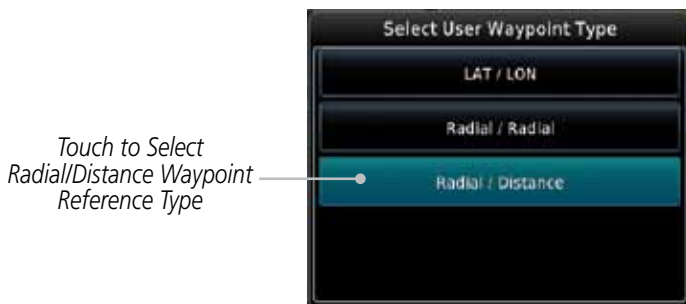 Select User Waypoint Type
LAT / LON
Radial / Radial
Radial / Distance
Touch to Select
Radial/Distance Waypoint
Reference Type